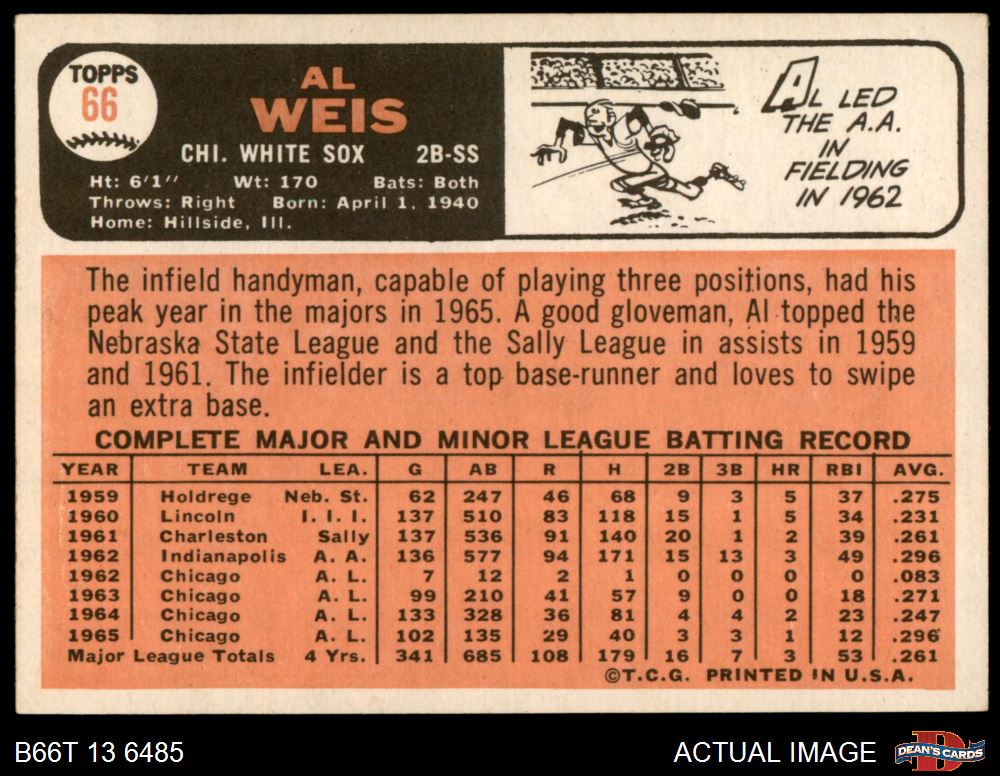 TOPPS
66
AL
WEIS
CHI. WHITE SOX 2B-SS
Ht: 6'1" Wt: 170 Bats: Both
Throws: Right Born: April 1, 1940
Home: Hillside, Ill.
AL LED
THE A.A.
IN
FIELDING
IN 1962
The infield handyman, capable of playing three positions, had his
peak year in the majors in 1965. A good gloveman, Al topped the
Nebraska State League and the Sally League in assists in 1959
and 1961. The infielder is a top base-runner and loves to swipe
an extra base.
COMPLETE MAJOR AND MINOR LEAGUE BATTING RECORD
YEAR TEAM LEA. G AB R H 2B 3B HR RBI AVG.
1959 Holdrege Neb. St. 62 247 46 68 9 3 5 37 .275
1960 Lincoln I. I. I. 137 510 83 118 15 1 5 34 .231
1961 Charleston Sally 137 536 91 140 20 1 2 39 .261
1962 Indianapolis A. A. 136 577 94 171 15 13 3 49 .296
1962 Chicago A. L. 7 12 2 1 0 0 0 0 .083
1963 Chicago A. L. 99 210 41 57 9 0 0 18 .271
1964 Chicago A. L. 133 328 36 81 4 4 2 23 .247
1965 Chicago A. L. 102 135 29 40 3 3 1 12 .296
Major League Totals 4 Yrs. 341 685 108 179 16 7 3 53 .261
©T.C.G. PRINTED IN U.S.A.
B66T 13 6485
ACTUAL IMAGE
D
DEAN'S CARDS